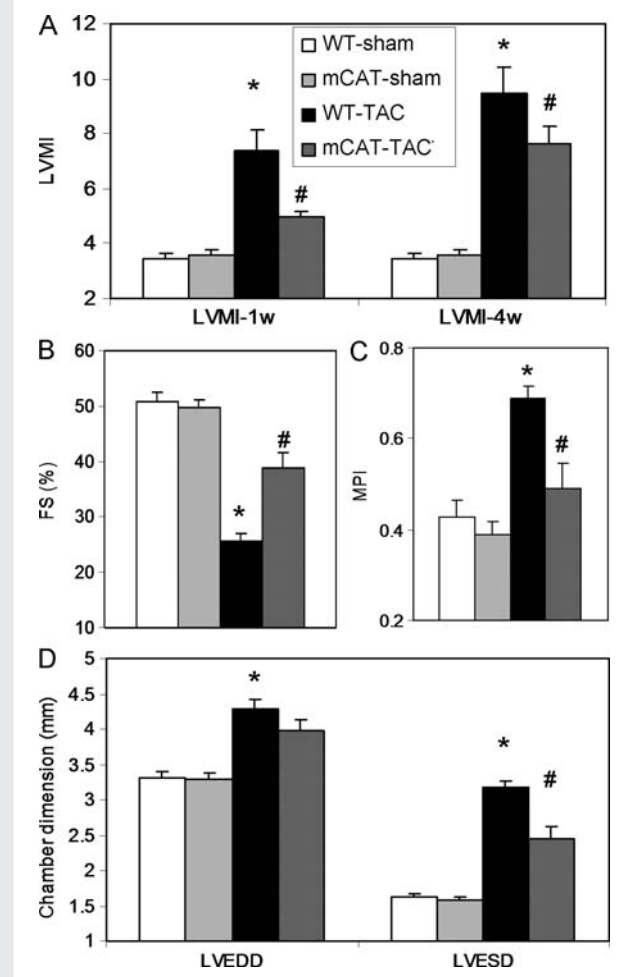 A
LVMI
12
10
8
6
4
2
WT-sham
mCAT-sham
WT-TAC
mCAT-TAC
*
#
*
#
LVMI-1w
LVMI-4w
B
FS (%)
60
50
40
30
20
10
*
#
C
MPI
0.8
0.6
0.4
0.2
*
#
D
Chamber dimension (mm)
5
4.5
4
3.5
3
2.5
2
1.5
1
*
*
#
LVEDD
LVESD